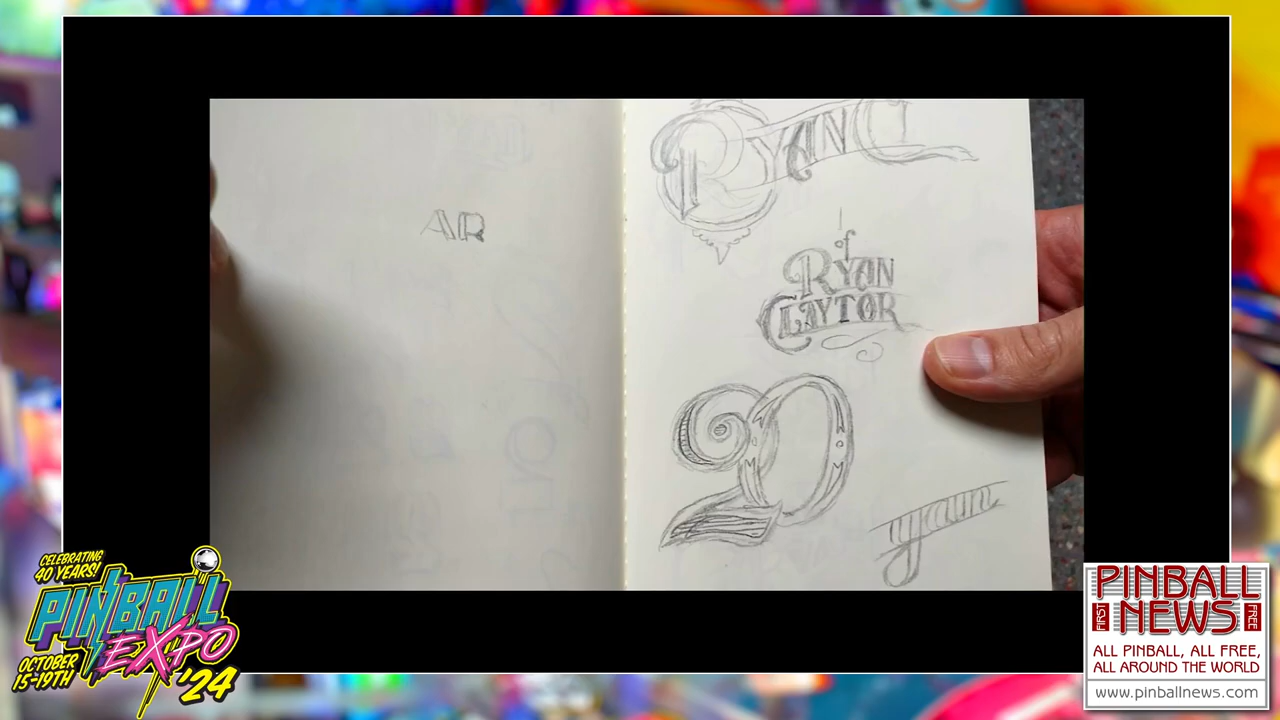 RYAN C
AR
of
RYAN
CLAYTOR
20
CELEBRATING
40 YEARS!
PINBALL
EXPO
OCTOBER
15-19TH
'24
PINBALL
FIRST NEWS FREE
ALL PINBALL, ALL FREE,
ALL AROUND THE WORLD
www.pinballnews.com